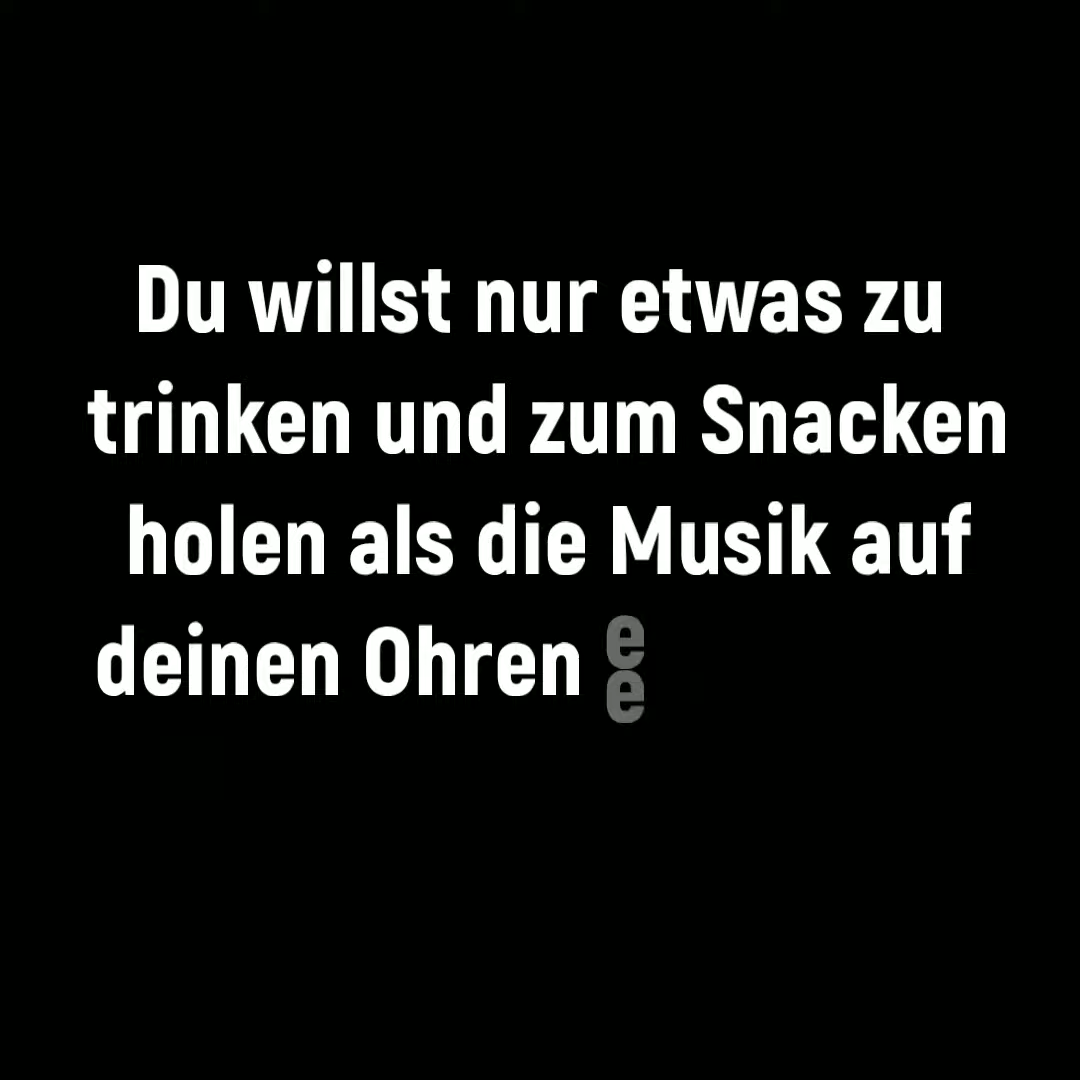 Du willst nur etwas zu
trinken und zum Snacken
holen als die Musik auf
deinen Ohren e